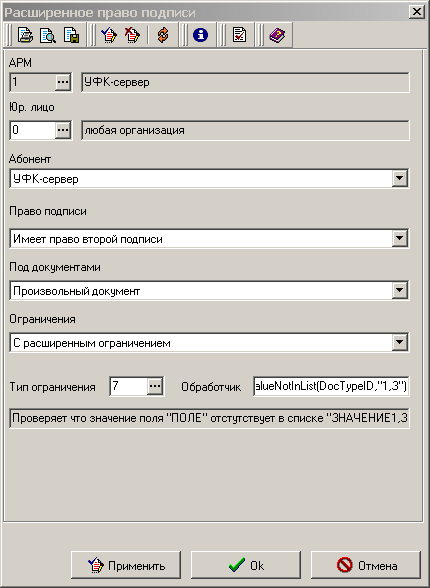 Расширенное право подписи
АРМ
1 ... УФК-сервер
Юр. лицо
0 ... любая организация
Абонент
УФК-сервер
Право подписи
Имеет право второй подписи
Под документами
Произвольный документ
Ограничения
С расширенным ограничением
Тип ограничения 7 ... Обработчик alueNotInList(DocTypeID,"1,3")
Проверяет что значение поля "ПОЛЕ" отстутствует в списке "ЗНАЧЕНИЕ1,З
Применить Ok Отмена